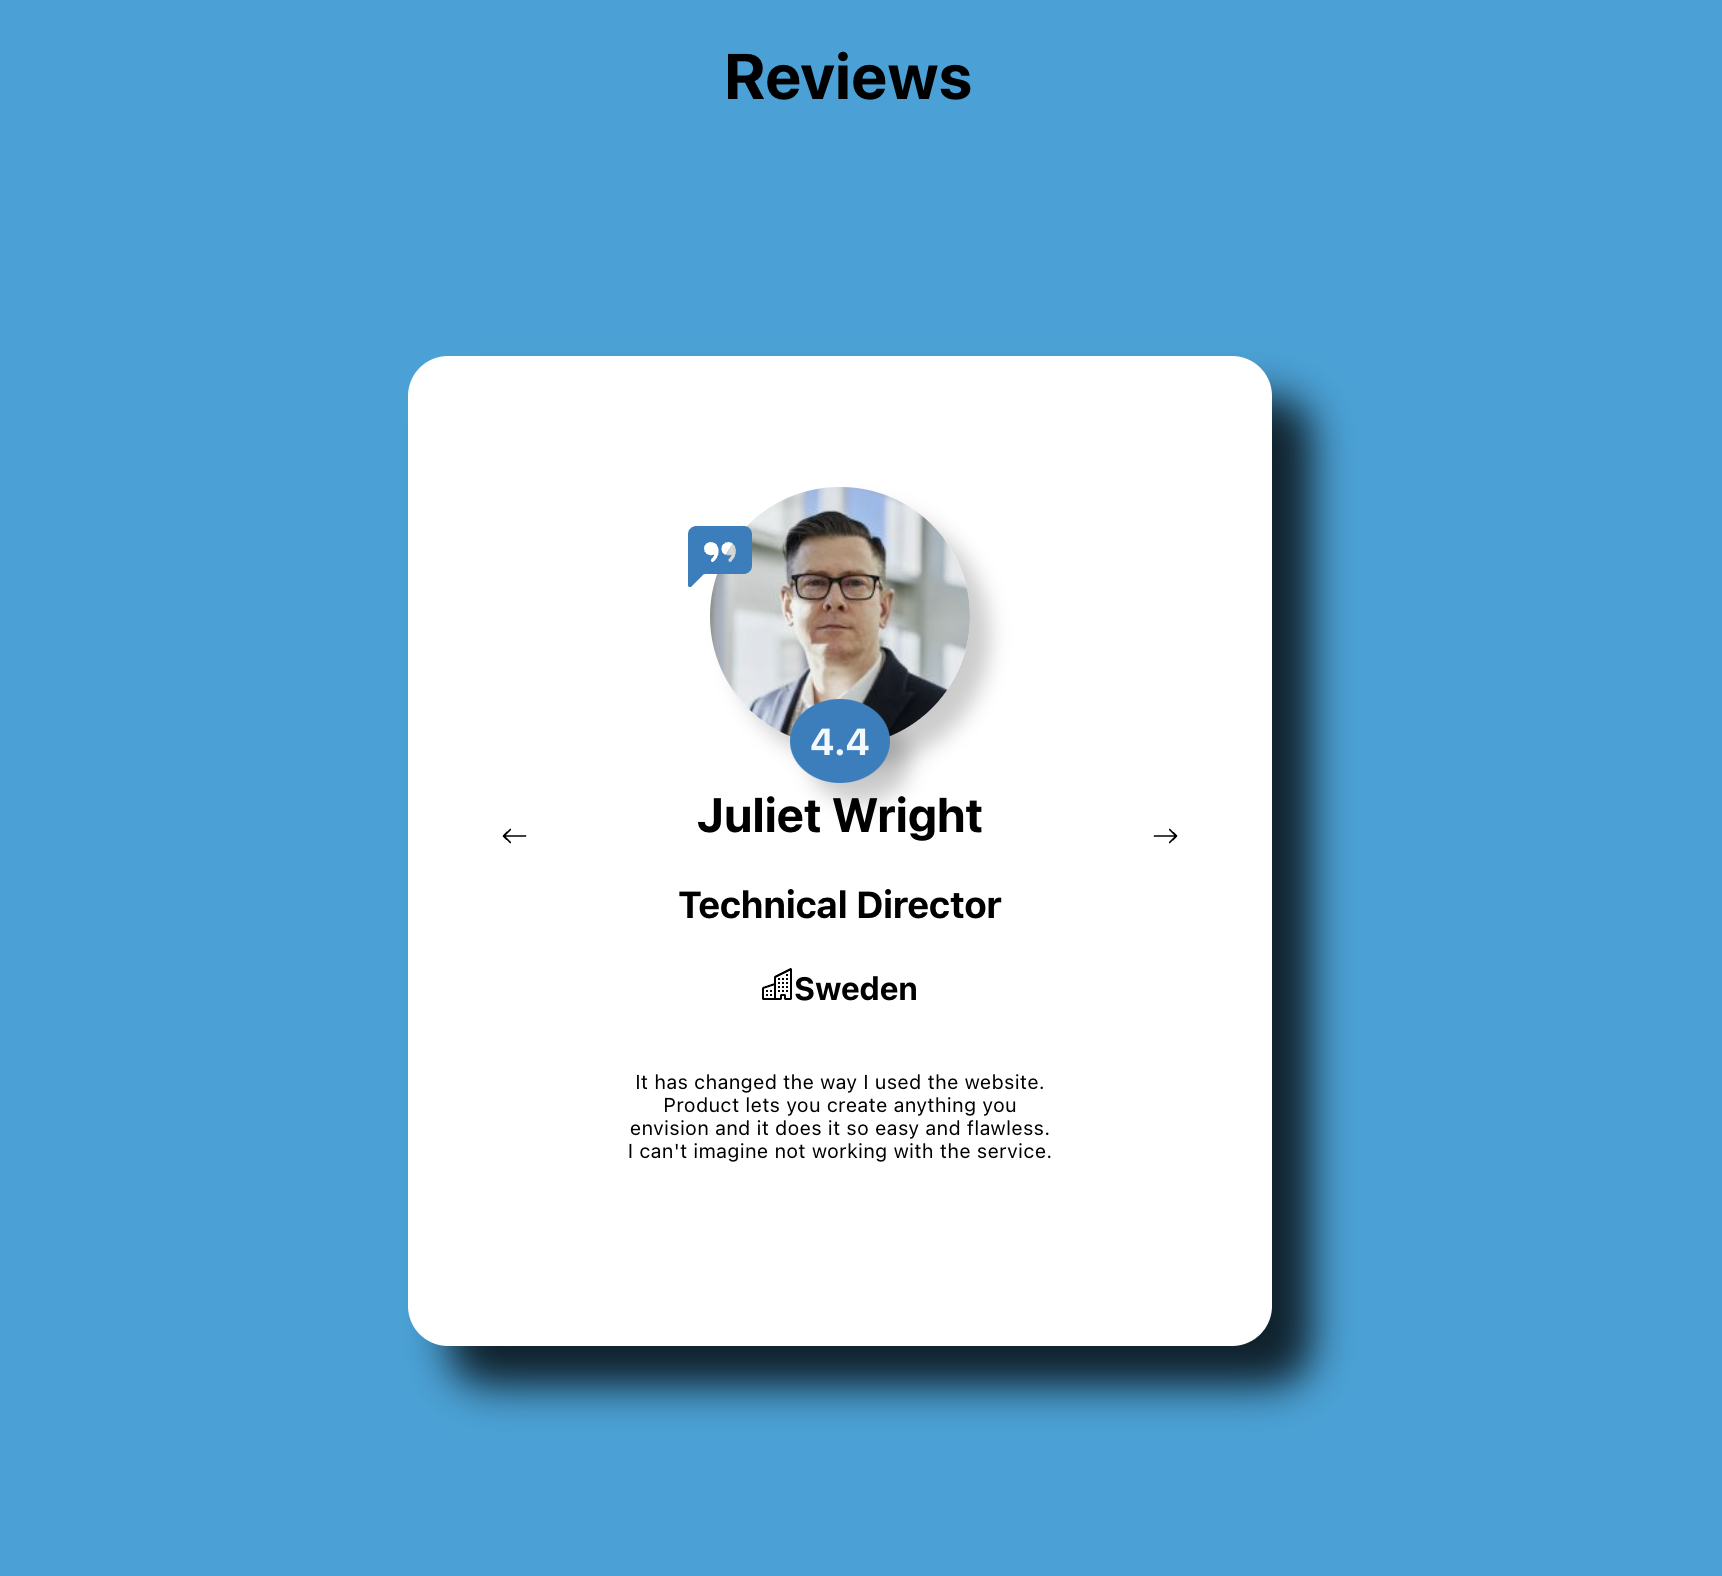 Reviews
4.4
Juliet Wright
Technical Director
Sweden
It has changed the way I used the website.
Product lets you create anything you
envision and it does it so easy and flawless.
I can't imagine not working with the service.